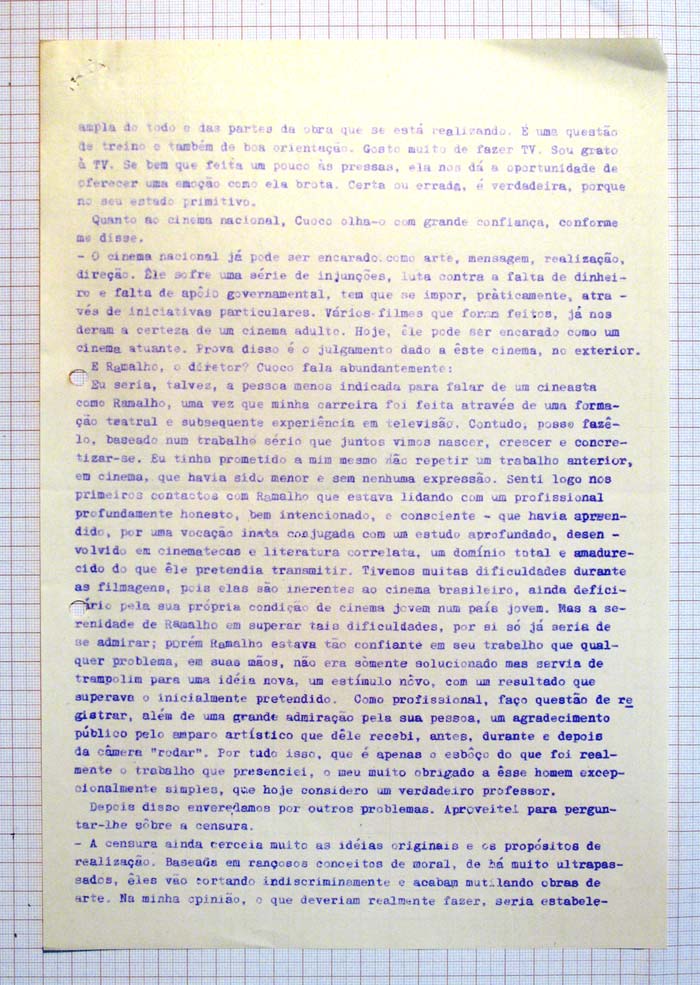 ampla do todo e das partes da obra que se está realizando. É uma questão
de treino e também de boa orientação. Gosto muito de fazer TV. Sou grato
à TV. Se bem que feita um pouco às pressas, ela nos dá a oportunidade de
oferecer uma emoção como ela brota. Certa ou errada, é verdadeira, porque
no seu estado primitivo.
Quanto ao cinema nacional, Cuoco olha-o com grande confiança, conforme
me disse.
- O cinema nacional já pode ser encarado como arte, mensagem, realização,
direção. Êle sofre uma série de injunções, luta contra a falta de dinhei-
ro e falta de apôio governamental, tem que se impor, pràticamente, atra -
vés de iniciativas particulares. Vários filmes que foram feitos, já nos
deram a certeza de um cinema adulto. Hoje, êle pode ser encarado como um
cinema atuante. Prova disso é o julgamento dado a êste cinema, no exterior.
E Ramalho, o diretor? Cuoco fala abundantemente:
Eu seria, talvez, a pessoa menos indicada para falar de um cineasta
como Ramalho, uma vez que minha carreira foi feita através de uma forma-
ção teatral e subsequente experiência em televisão. Contudo, posso fazê-
lo, baseado num trabalho sério que juntos vimos nascer, crescer e concre-
tizar-se. Eu tinha prometido a mim mesmo não repetir um trabalho anterior,
em cinema, que havia sido menor e sem nenhuma expressão. Senti logo nos
primeiros contactos com Ramalho que estava lidando com um profissional
profundamente honesto, bem intencionado, e consciente - que havia apreen-
dido, por uma vocação inata conjugada com um estudo aprofundado, desen -
volvido em cinematecas e literatura correlata, um domínio total e amadure-
cido do que êle pretendia transmitir. Tivemos muitas dificuldades durante
as filmagens, pois elas são inerentes ao cinema brasileiro, ainda defici-
tário pela sua própria condição de cinema jovem num país jovem. Mas a se-
renidade de Ramalho em superar tais dificuldades, por si só já seria de
se admirar; porém Ramalho estava tão confiante em seu trabalho que qual-
quer problema, em suas mãos, não era sòmente solucionado mas servia de
trampolim para uma idéia nova, um estímulo nôvo, com um resultado que
superava o inicialmente pretendido. Como profissional, faço questão de re
gistrar, além de uma grande admiração pela sua pessoa, um agradecimento
público pelo amparo artístico que dêle recebi, antes, durante e depois
da câmera "rodar". Por tudo isso, que é apenas o esbôço do que foi real-
mente o trabalho que presenciei, o meu muito obrigado a êsse homem excep-
cionalmente simples, que hoje considero um verdadeiro professor.
Depois disso enveredamos por outros problemas. Aproveitei para pergun-
tar-lhe sôbre a censura.
- A censura ainda cerceia muito as idéias originais e os propósitos de
realização. Baseada em rançosos conceitos de moral, de há muito ultrapas-
sados, êles vão cortando indiscriminamente e acabam mutilando obras de
arte. Na minha opinião, o que deveriam realmente fazer, seria estabele-